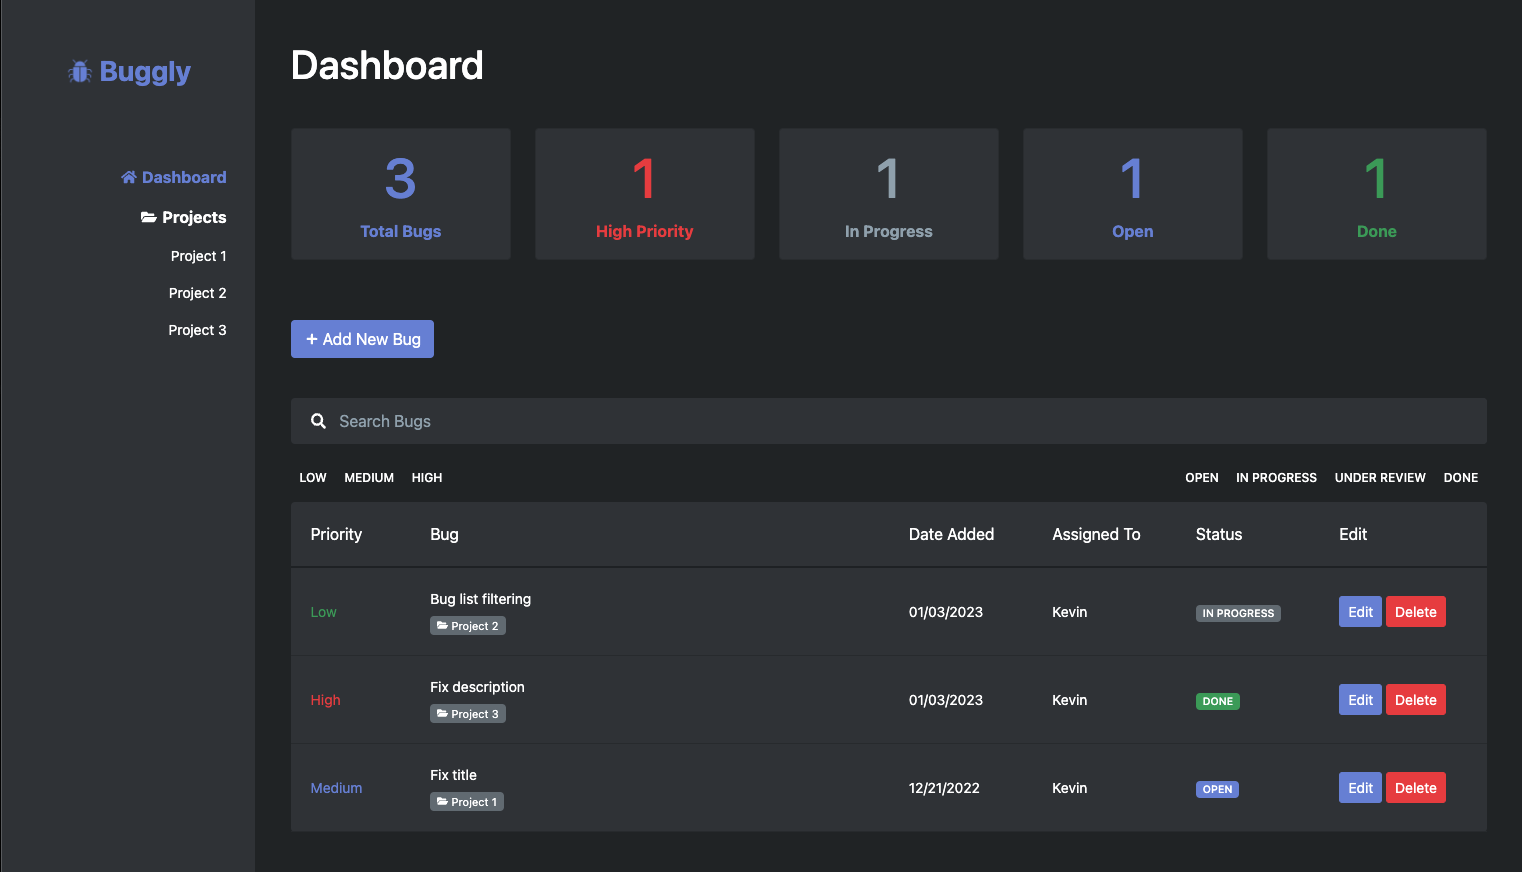 Buggly
Dashboard
Projects
Project 1
Project 2
Project 3
Dashboard
3
Total Bugs
1
High Priority
1
In Progress
1
Open
1
Done
+ Add New Bug
Search Bugs
LOW MEDIUM HIGH OPEN IN PROGRESS UNDER REVIEW DONE
Priority Bug Date Added Assigned To Status Edit
Low Bug list filtering 01/03/2023 Kevin IN PROGRESS Edit Delete
Project 2
High Fix description 01/03/2023 Kevin DONE Edit Delete
Project 3
Medium Fix title 12/21/2022 Kevin OPEN Edit Delete
Project 1